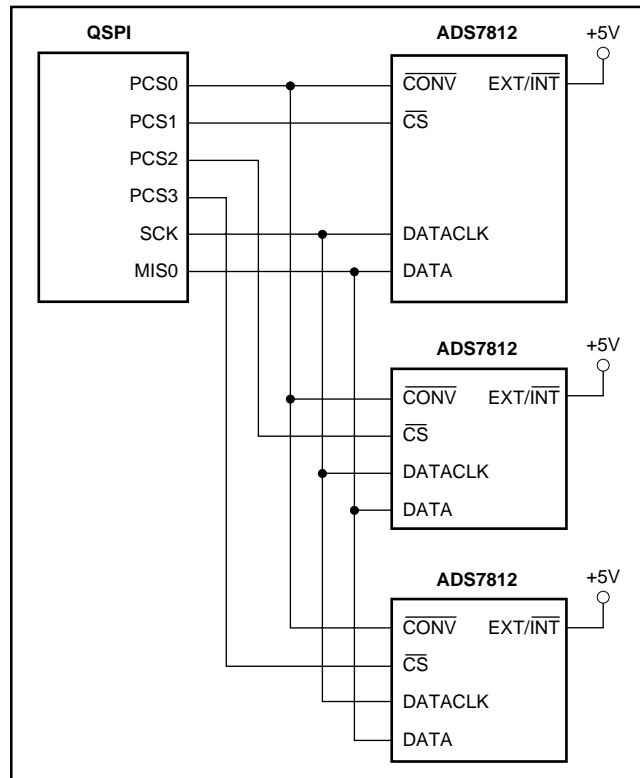 QSPI
PCS0
PCS1
PCS2
PCS3
SCK
MIS0
ADS7812
+5V
CONV EXT/INT
CS
DATACLK
DATA
ADS7812
+5V
CONV EXT/INT
CS
DATACLK
DATA
ADS7812
+5V
CONV EXT/INT
CS
DATACLK
DATA